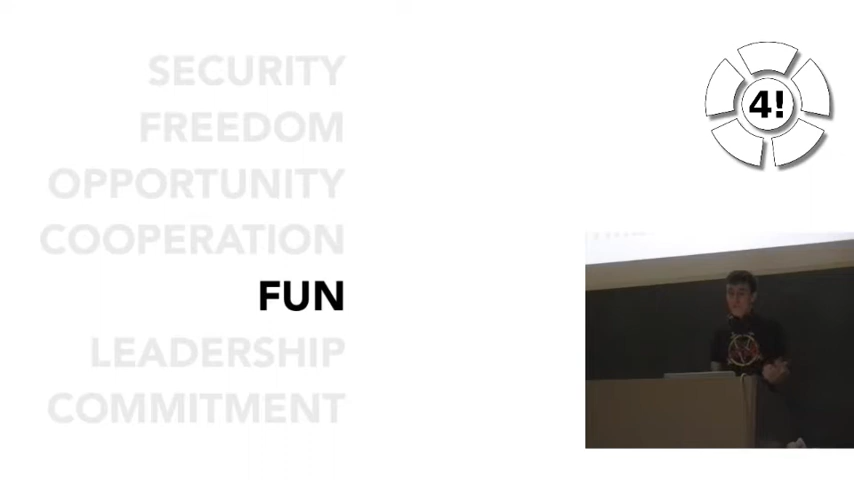 SECURITY
FREEDOM
OPPORTUNITY
COOPERATION
FUN
LEADERSHIP
COMMITMENT
4!